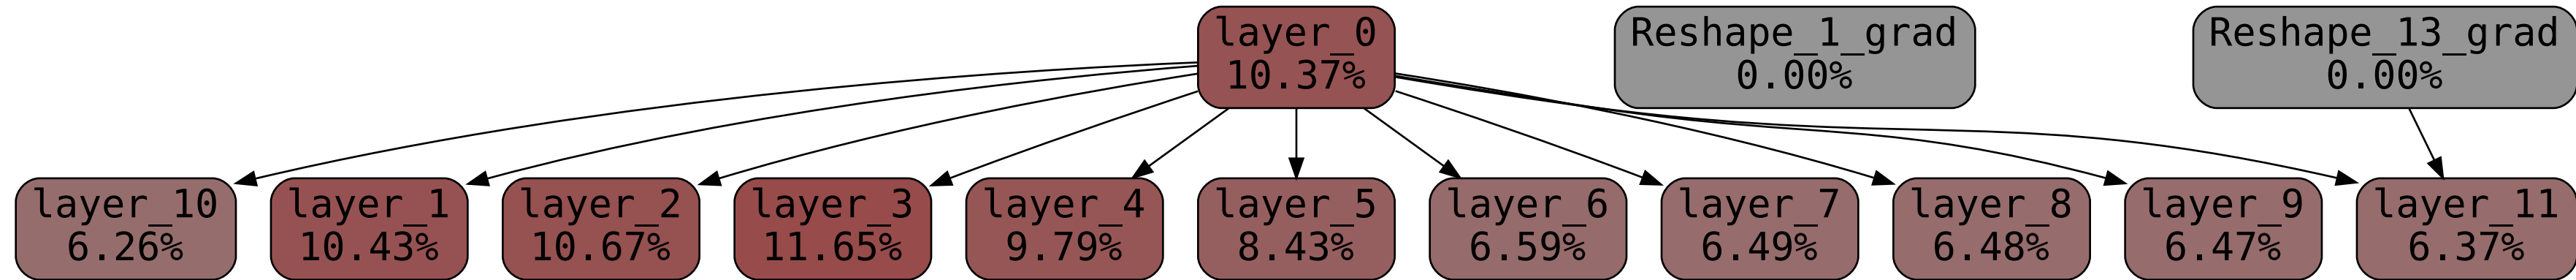 layer_0
10.37%
Reshape_1_grad
0.00%
Reshape_13_grad
0.00%
layer_10
6.26%
layer_1
10.43%
layer_2
10.67%
layer_3
11.65%
layer_4
9.79%
layer_5
8.43%
layer_6
6.59%
layer_7
6.49%
layer_8
6.48%
layer_9
6.47%
layer_11
6.37%